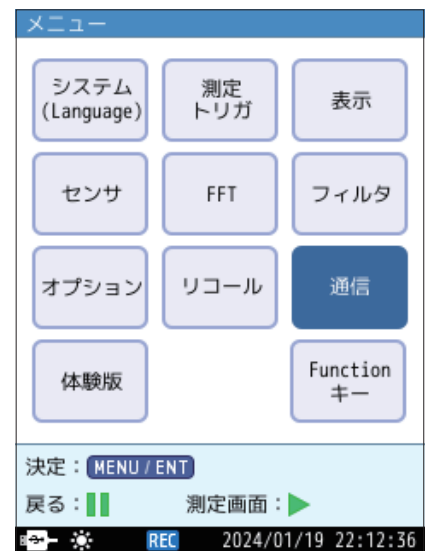 メニュー
システム
(Language)
測定
トリガ
表示
センサ
FFT
フィルタ
オプション
リコール
通信
体験版
Function
キー
決定：MENU / ENT
戻る： 測定画面：
REC 2024/01/19 22:12:36